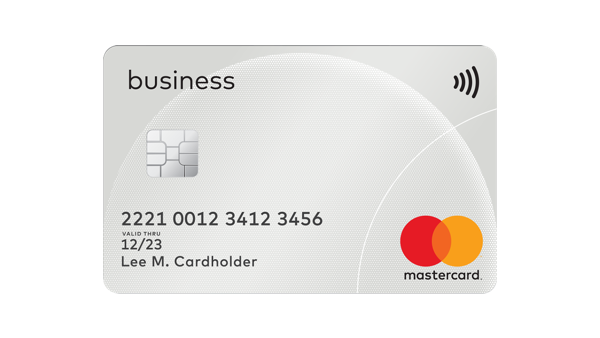 business
2221 0012 3412 3456
VALID THRU
12/23
Lee M. Cardholder
mastercard.